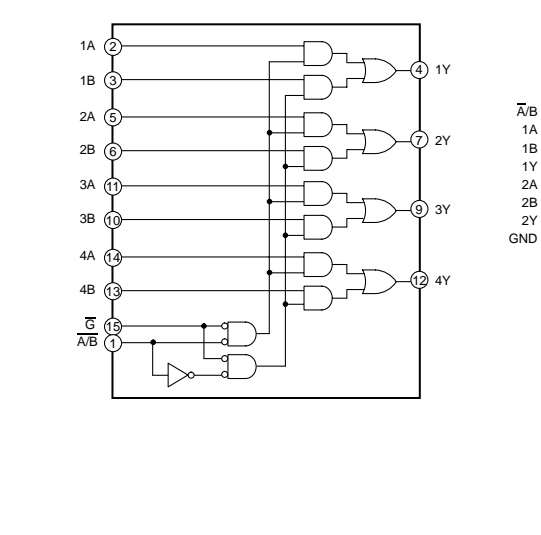 1A 2
4 1Y
1B 3
2A 5
7 2Y
2B 6
3A 11
9 3Y
3B 10
4A 14
12 4Y
4B 13
G̅ 15
A̅/̅B̅ 1
A̅/B
1A
1B
1Y
2A
2B
2Y
GND